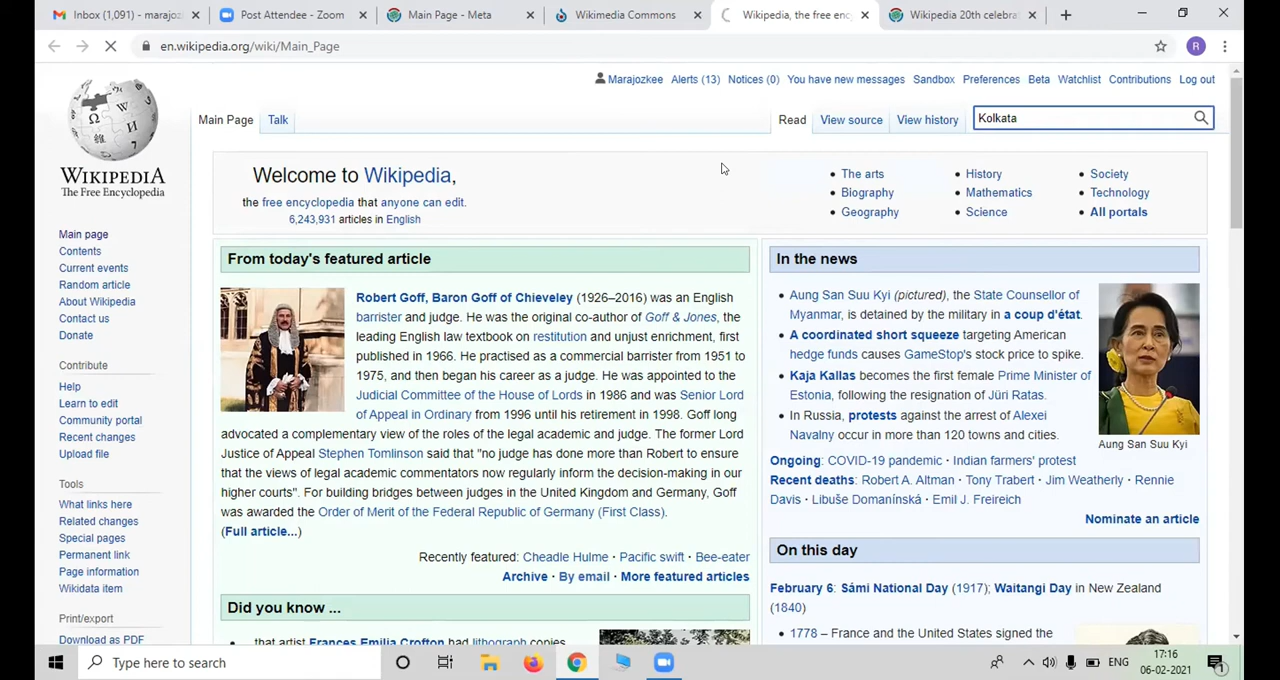 Inbox (1,091) - marajoz
Post Attendee - Zoom
Main Page - Meta
Wikimedia Commons
Wikipedia, the free enc
Wikipedia 20th celebra
en.wikipedia.org/wiki/Main_Page
R
Marajozkee Alerts (13) Notices (0) You have new messages Sandbox Preferences Beta Watchlist Contributions Log out
Main Page Talk Read View source View history Kolkata
WIKIPEDIA
The Free Encyclopedia
Main page
Contents
Current events
Random article
About Wikipedia
Contact us
Donate
Contribute
Help
Learn to edit
Community portal
Recent changes
Upload file
Tools
What links here
Related changes
Special pages
Permanent link
Page information
Wikidata item
Print/export
Download as PDF
Welcome to Wikipedia,
the free encyclopedia that anyone can edit.
6,243,931 articles in English
• The arts
• Biography
• Geography
• History
• Mathematics
• Science
• Society
• Technology
• All portals
From today's featured article
Robert Goff, Baron Goff of Chieveley (1926–2016) was an English
barrister and judge. He was the original co-author of Goff & Jones, the
leading English law textbook on restitution and unjust enrichment, first
published in 1966. He practised as a commercial barrister from 1951 to
1975, and then began his career as a judge. He was appointed to the
Judicial Committee of the House of Lords in 1986 and was Senior Lord
of Appeal in Ordinary from 1996 until his retirement in 1998. Goff long
advocated a complementary view of the roles of the legal academic and judge. The former Lord
Justice of Appeal Stephen Tomlinson said that "no judge has done more than Robert to ensure
that the views of legal academic commentators now regularly inform the decision-making in our
higher courts". For building bridges between judges in the United Kingdom and Germany, Goff
was awarded the Order of Merit of the Federal Republic of Germany (First Class).
(Full article...)
Recently featured: Cheadle Hulme · Pacific swift · Bee-eater
Archive · By email · More featured articles
Did you know ...
• ... that artist Frances Emilia Crofton had lithograph copies
In the news
• Aung San Suu Kyi (pictured), the State Counsellor of
Myanmar, is detained by the military in a coup d'état.
• A coordinated short squeeze targeting American
hedge funds causes GameStop's stock price to spike.
• Kaja Kallas becomes the first female Prime Minister of
Estonia, following the resignation of Jüri Ratas.
• In Russia, protests against the arrest of Alexei
Navalny occur in more than 120 towns and cities.
Aung San Suu Kyi
Ongoing: COVID-19 pandemic · Indian farmers' protest
Recent deaths: Robert A. Altman · Tony Trabert · Jim Weatherly · Rennie
Davis · Libuše Domanínská · Emil J. Freireich
Nominate an article
On this day
February 6: Sámi National Day (1917); Waitangi Day in New Zealand
(1840)
• 1778 – France and the United States signed the
Type here to search
ENG
17:16
06-02-2021
1